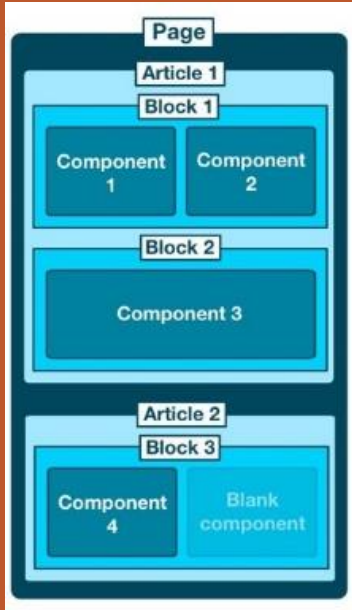 Page
Article 1
Block 1
Component
1
Component
2
Block 2
Component 3
Article 2
Block 3
Component
4
Blank
component